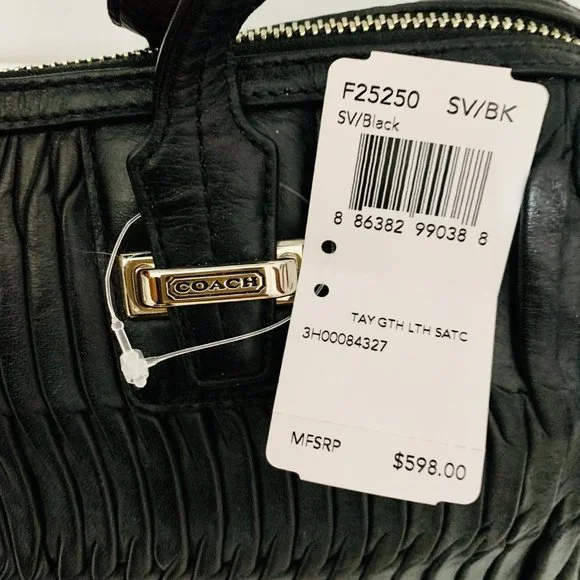 F25250 SV/BK
SV/Black
8 86382 99038 8
COACH
TAY GTH LTH SATC
3H00084327
MFSRP $598.00